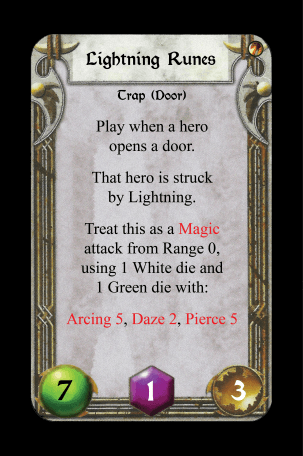 Lightning Runes
Trap (Door)
Play when a hero
opens a door.
That hero is struck
by Lightning.
Treat this as a Magic
attack from Range 0,
using 1 White die and
1 Green die with:
Arcing 5, Daze 2, Pierce 5
7 1 3